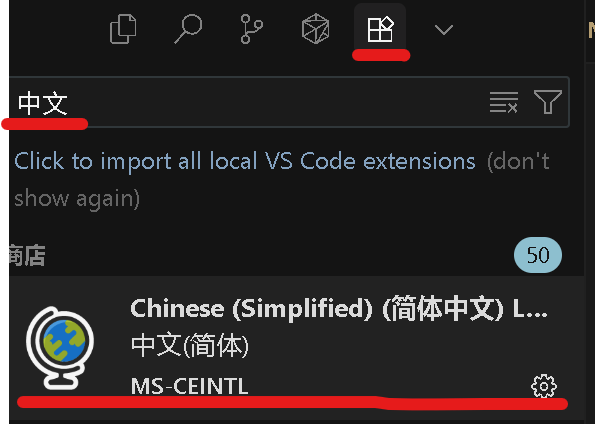 中文
Click to import all local VS Code extensions (don't
show again)
商店
50
Chinese (Simplified) (简体中文) L...
中文(简体)
MS-CEINTL